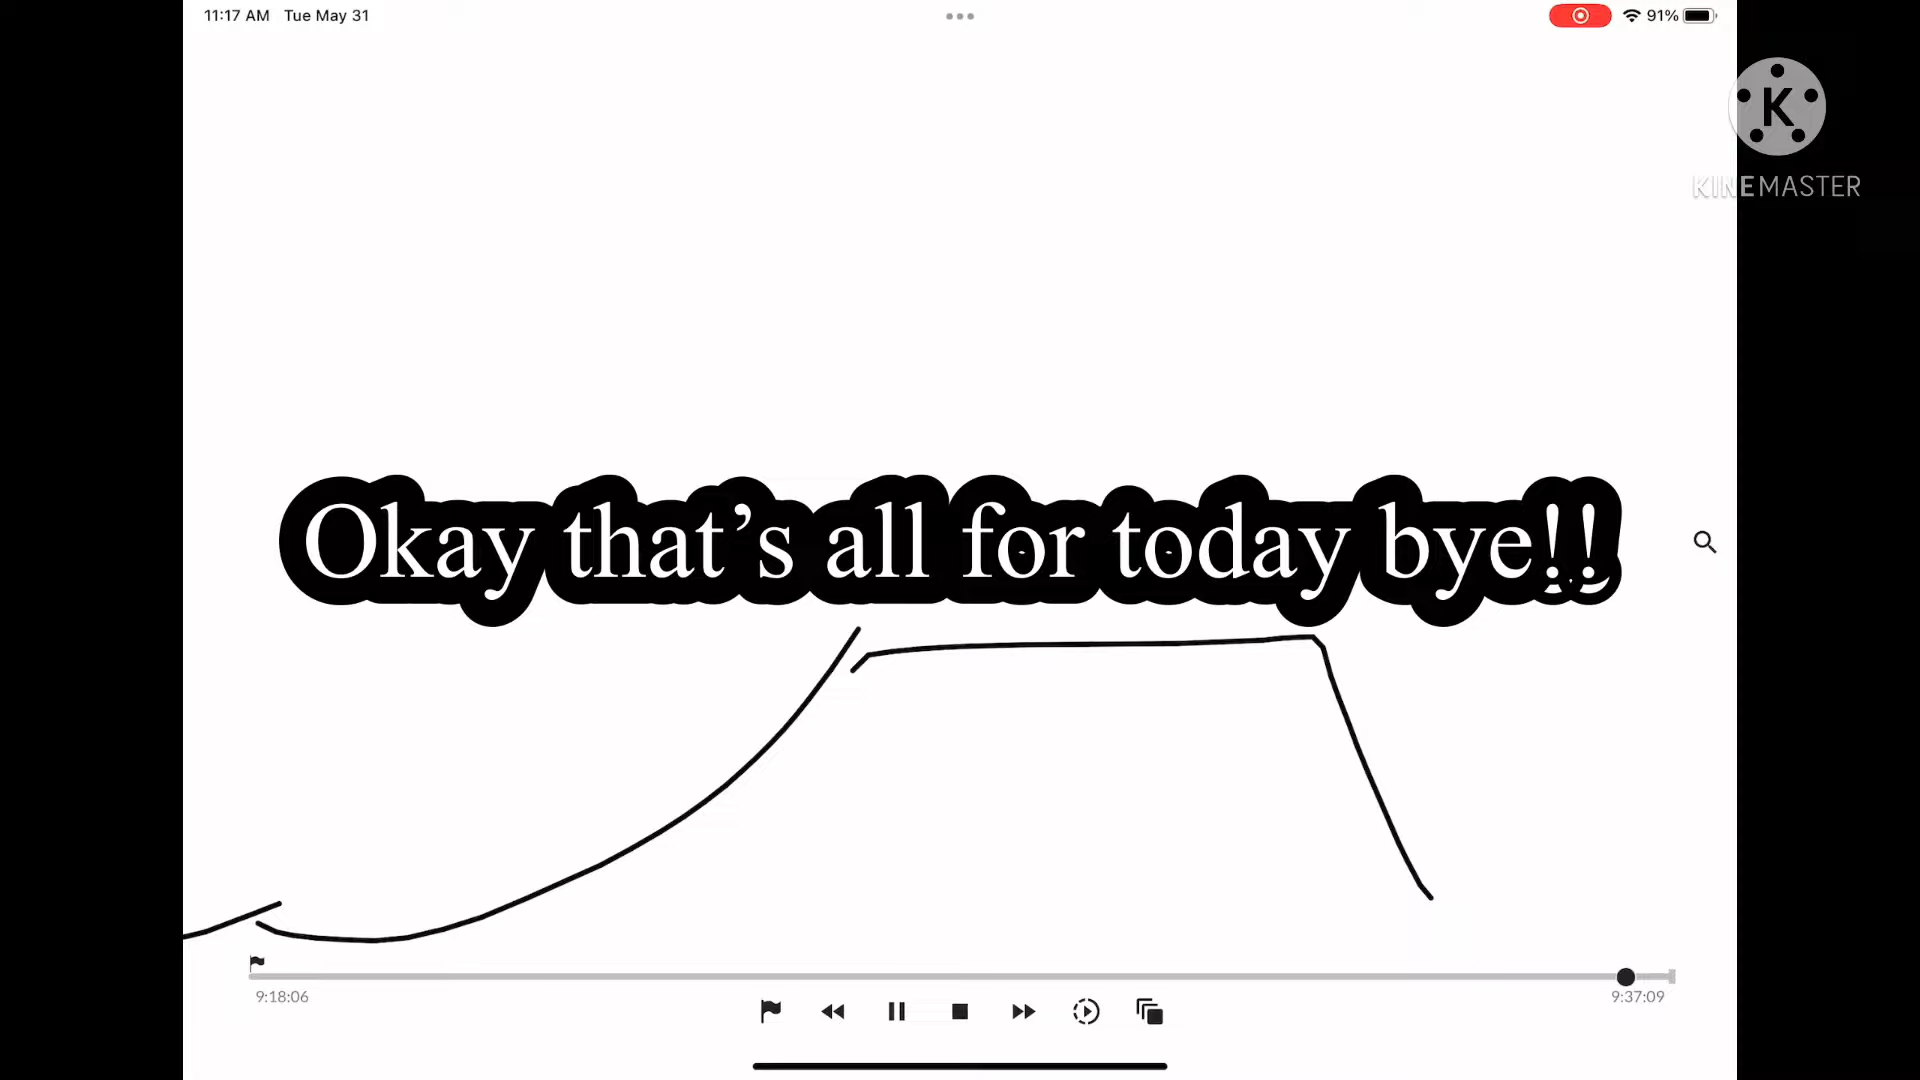 11:17 AM Tue May 31
91%
K
KINEMASTER
Okay that’s all for today bye!!
9:18:06
9:37:09